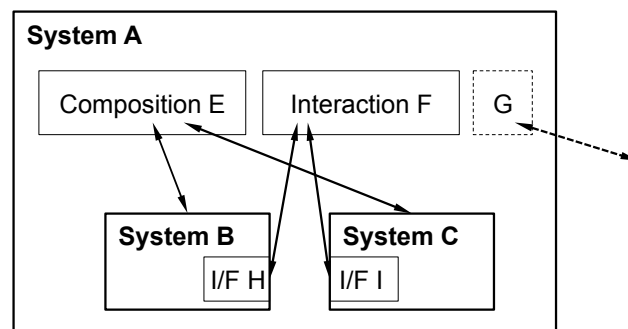 System A
Composition E
Interaction F
G
System B
System C
I/F H
I/F I